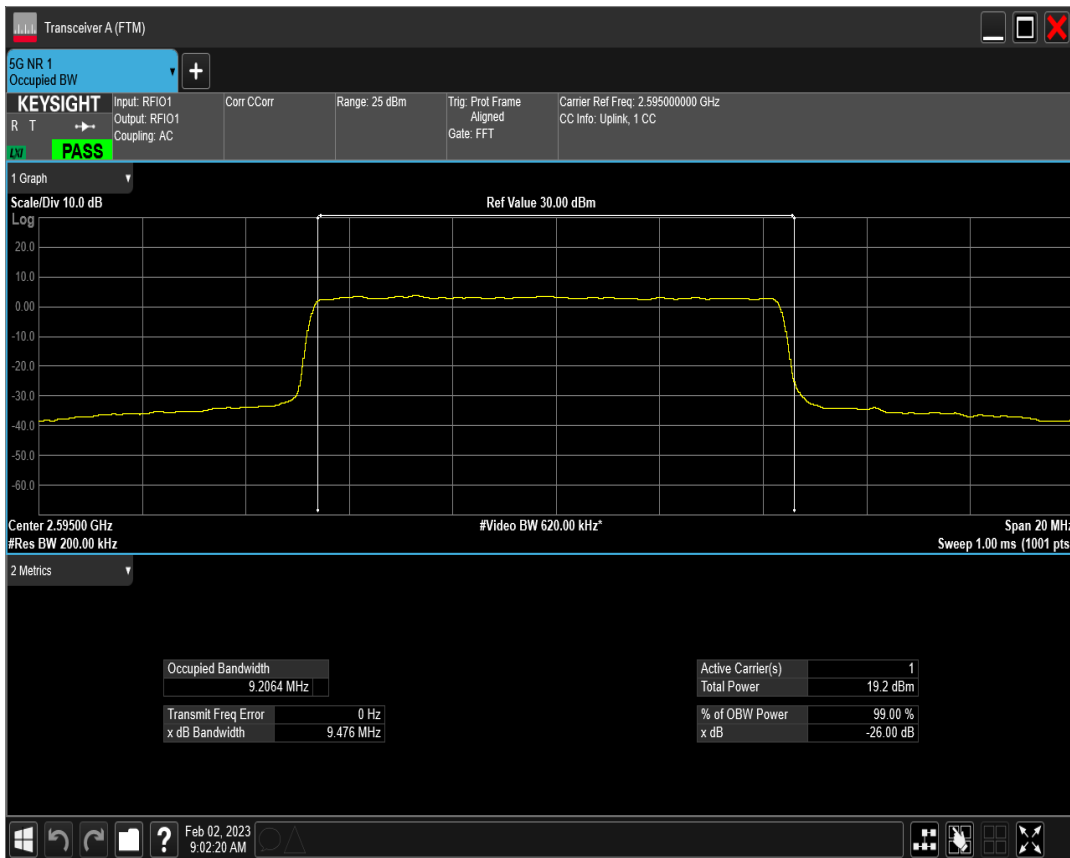 Transceiver A (FTM)
5G NR 1
Occupied BW
+
KEYSIGHT
R T
LXI
PASS
Input: RFIO1
Output: RFIO1
Coupling: AC
Corr CCorr
Range: 25 dBm
Trig: Prot Frame
Aligned
Gate: FFT
Carrier Ref Freq: 2.595000000 GHz
CC Info: Uplink, 1 CC
1 Graph
Scale/Div 10.0 dB
Ref Value 30.00 dBm
Log
20.0
10.0
0.00
-10.0
-20.0
-30.0
-40.0
-50.0
-60.0
Center 2.59500 GHz
#Video BW 620.00 kHz*
Span 20 MHz
#Res BW 200.00 kHz
Sweep 1.00 ms (1001 pts
2 Metrics
Occupied Bandwidth
9.2064 MHz
Transmit Freq Error 0 Hz
x dB Bandwidth 9.476 MHz
Active Carrier(s) 1
Total Power 19.2 dBm
% of OBW Power 99.00 %
x dB -26.00 dB
?
Feb 02, 2023
9:02:20 AM